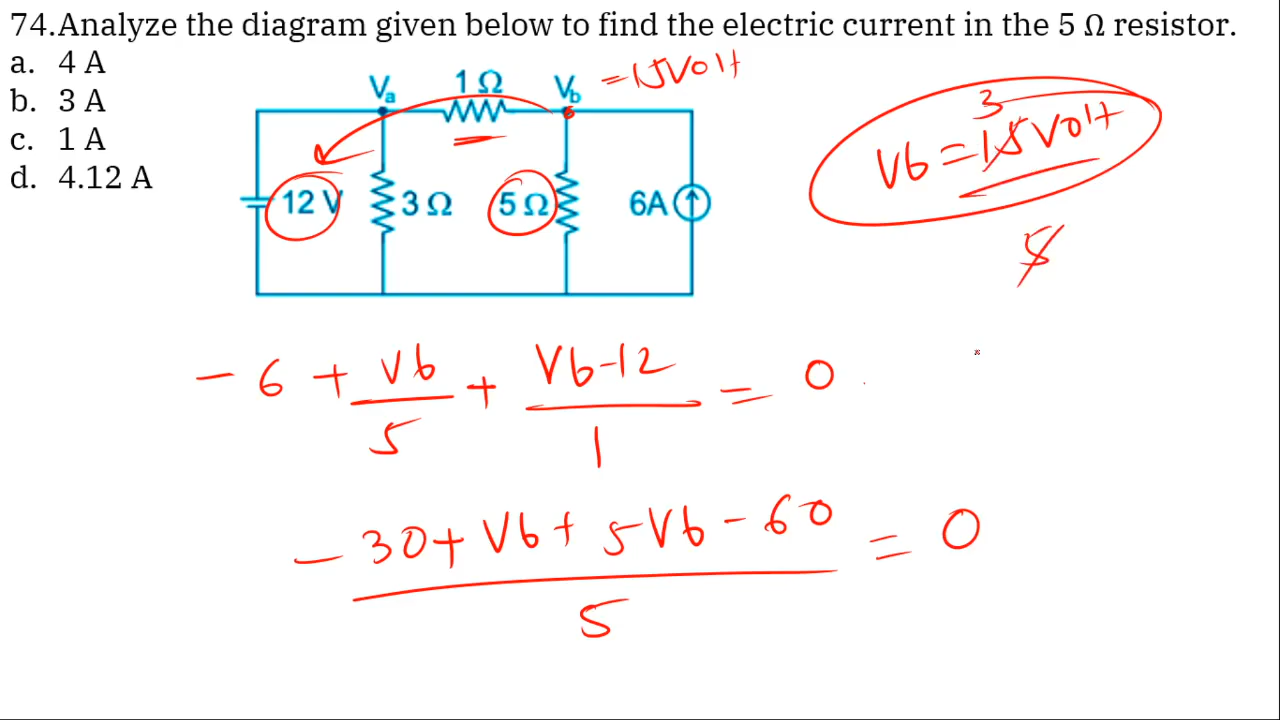 74.Analyze the diagram given below to find the electric current in the 5 Ω resistor.
a. 4 A
b. 3 A
c. 1 A
d. 4.12 A
Va 1 Ω Vb = 15 Volt
12 V 3 Ω 5 Ω 6A
3
Vb = 15 Volt
5
- 6 + Vb/5 + Vb-12/1 = 0
- 30 + Vb + 5Vb - 60 / 5 = 0